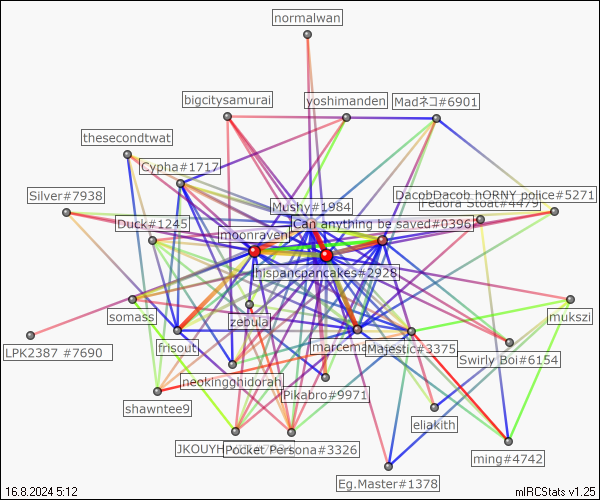 normalwan
bigcitysamurai
yoshimanden
Madネコ#6901
thesecondtwat
Cypha#1717
Silver#7938
DacobDacob hORNY police#5271
Fedora Stoat#4475
Mushy#1984
Duck#1245
Can anything be saved#0396
moonraven
hispancpancakes#2928
somass
zebula
mukszi
frisout
marcema
Majestic#3375
LPK2387 #7690
Swirly Boi#6154
neokingghidorah
Pikabro#9971
shawntee9
eliakith
JKOUYH
Pocket Persona#3326
ming#4742
Eg.Master#1378
16.8.2024 5:12
mIRCStats v1.25